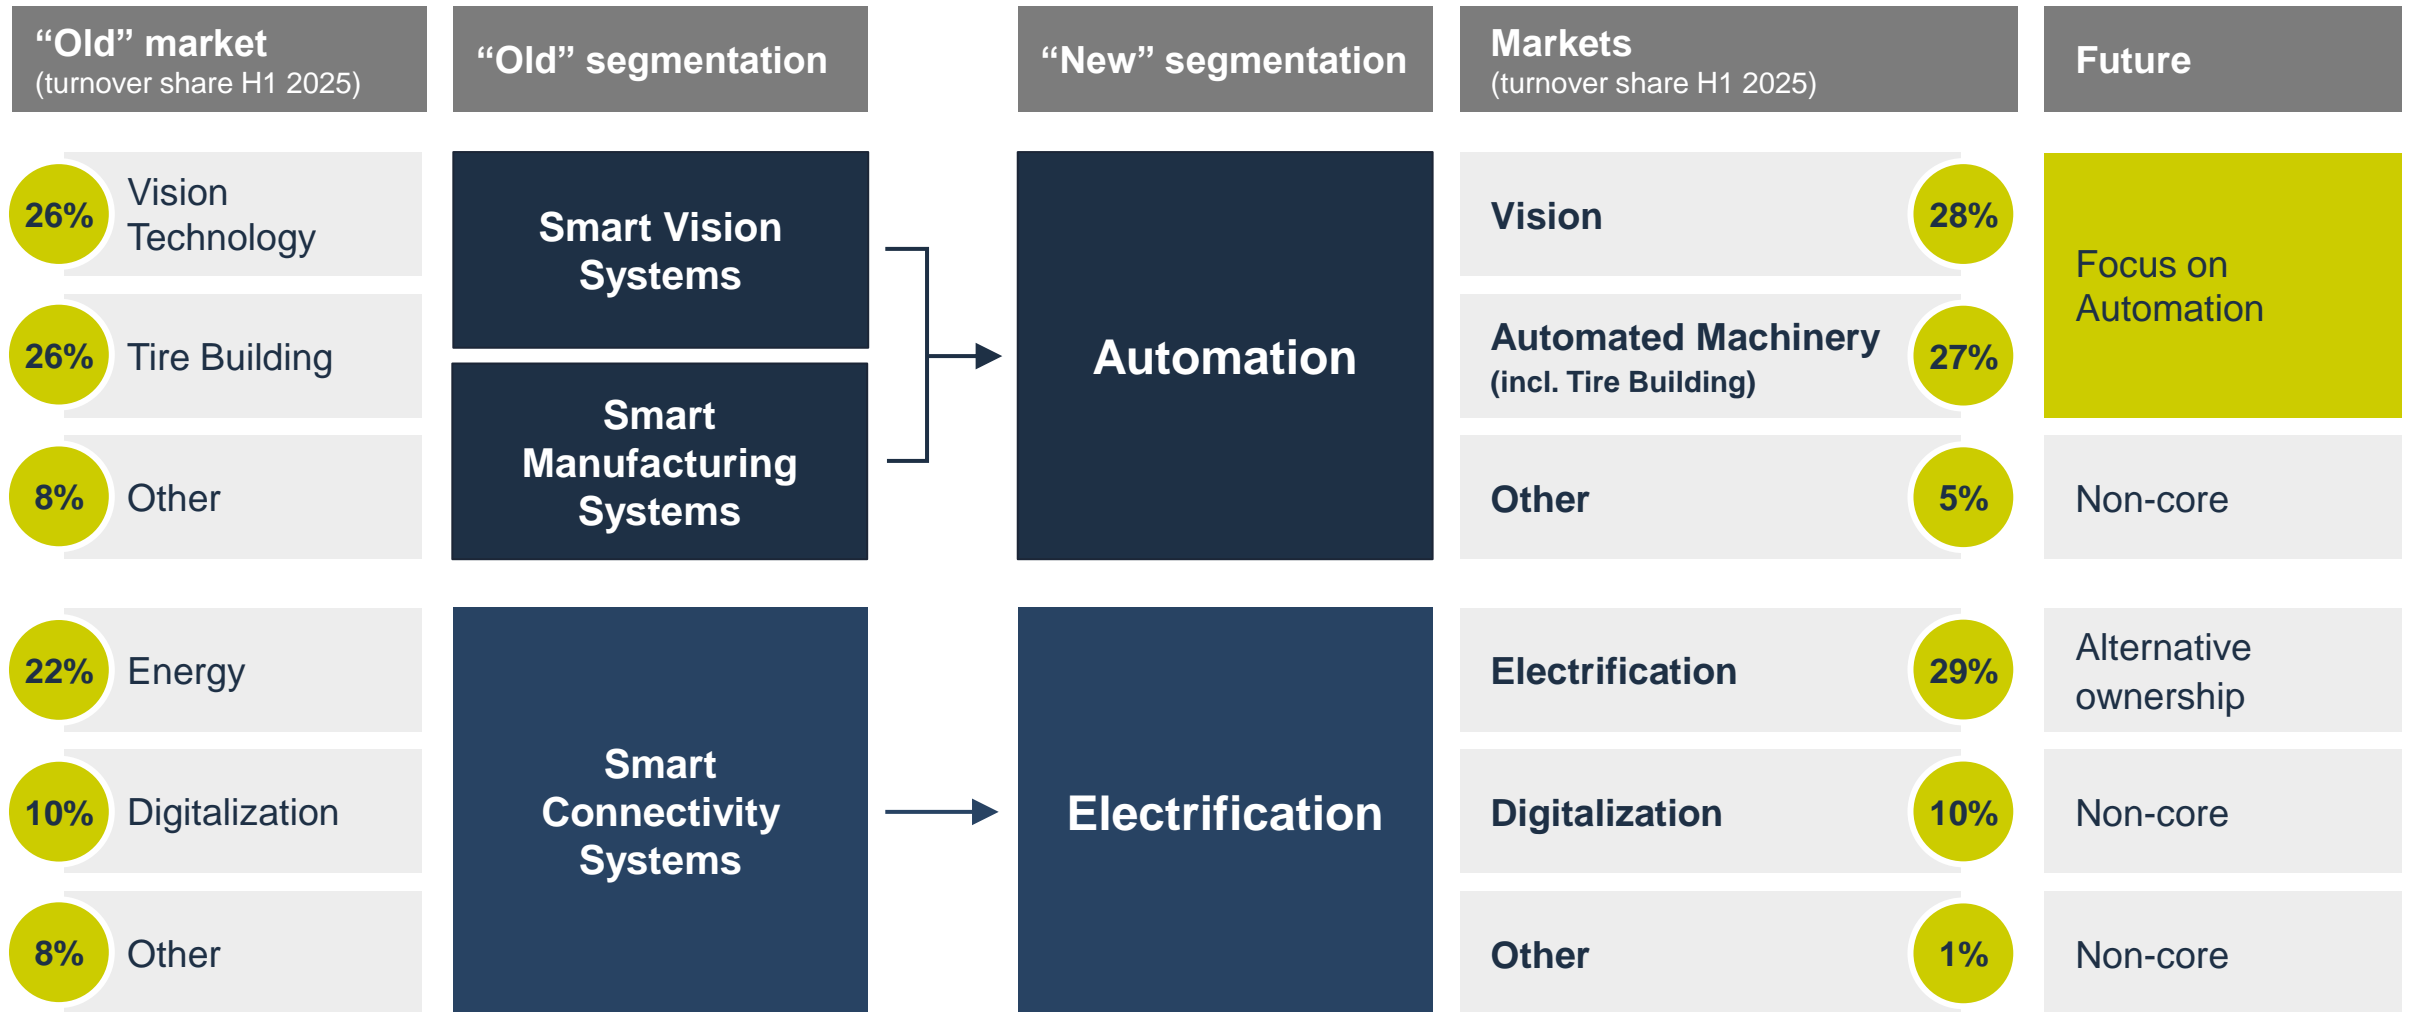 “Old” market
(turnover share H1 2025)
“Old” segmentation
“New” segmentation
Markets
(turnover share H1 2025)
Future
26%
Vision
Technology
26%
Tire Building
8%
Other
Smart Vision
Systems
Smart
Manufacturing
Systems
Automation
Vision
28%
Automated Machinery
(incl. Tire Building)
27%
Other
5%
Focus on
Automation
Non-core
22%
Energy
10%
Digitalization
8%
Other
Smart
Connectivity
Systems
Electrification
Electrification
29%
Digitalization
10%
Other
1%
Alternative
ownership
Non-core
Non-core